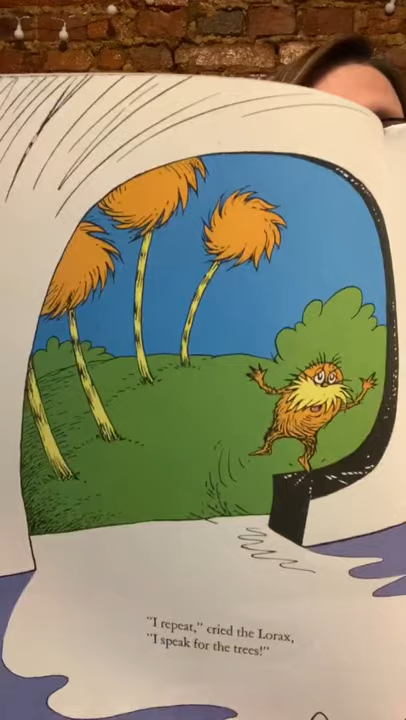 "I repeat," cried the Lorax,
"I speak for the trees!"